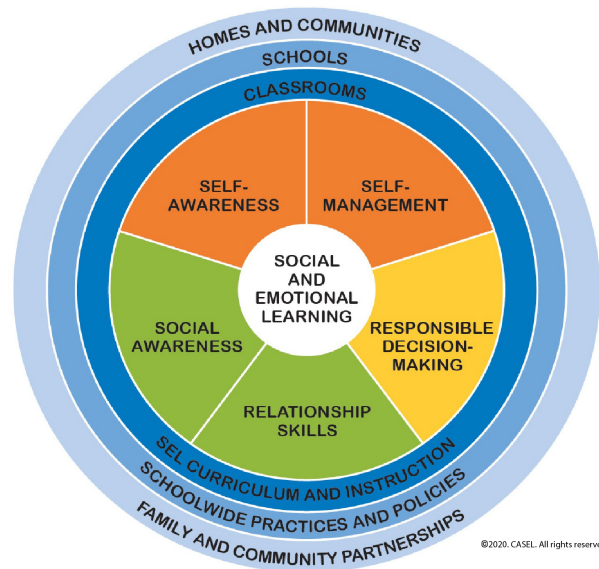 HOMES AND COMMUNITIES
SCHOOLS
CLASSROOMS
SELF-
AWARENESS
SELF-
MANAGEMENT
SOCIAL
AND
EMOTIONAL
LEARNING
SOCIAL
AWARENESS
RESPONSIBLE
DECISION-
MAKING
RELATIONSHIP
SKILLS
SEL CURRICULUM AND INSTRUCTION
SCHOOLWIDE PRACTICES AND POLICIES
FAMILY AND COMMUNITY PARTNERSHIPS
©2020. CASEL. All rights reserve